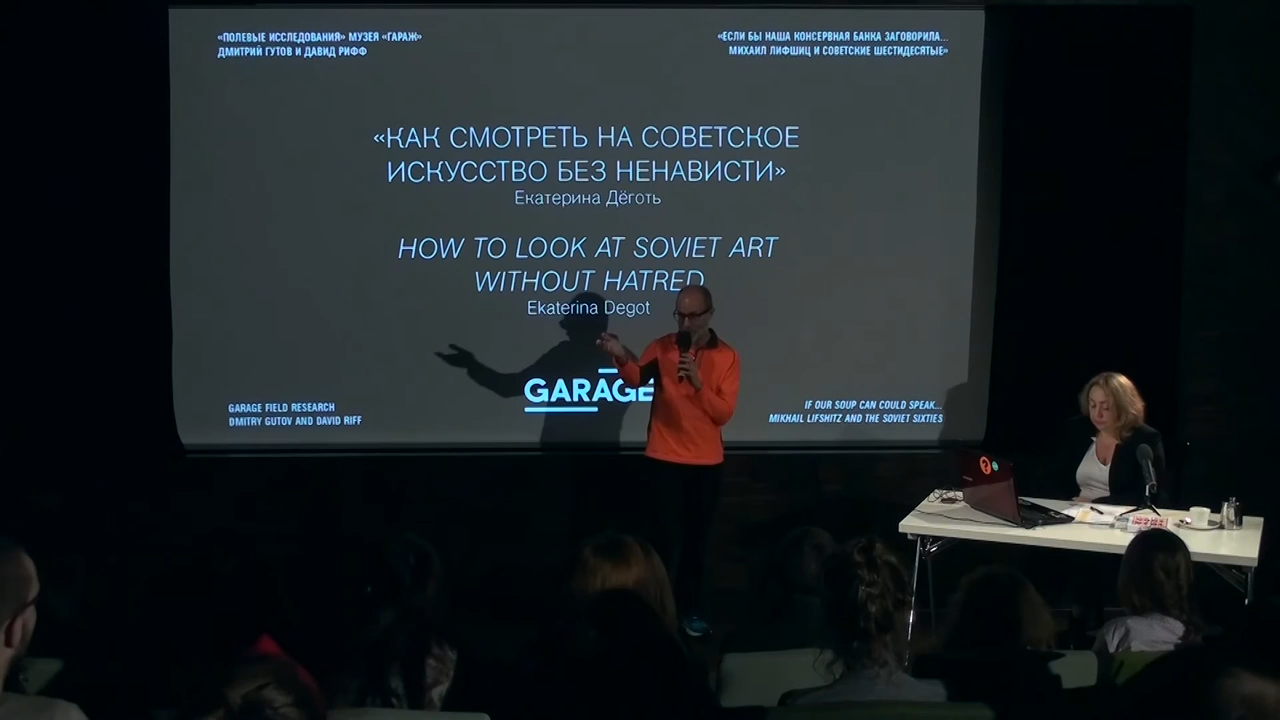 «ПОЛЕВЫЕ ИССЛЕДОВАНИЯ» МУЗЕЯ «ГАРАЖ»
ДМИТРИЙ ГУТОВ И ДАВИД РИФФ
«ЕСЛИ БЫ НАША КОНСЕРВНАЯ БАНКА ЗАГОВОРИЛА...
МИХАИЛ ЛИФШИЦ И СОВЕТСКИЕ ШЕСТИДЕСЯТЫЕ»
«КАК СМОТРЕТЬ НА СОВЕТСКОЕ
ИСКУССТВО БЕЗ НЕНАВИСТИ»
Екатерина Дёготь
HOW TO LOOK AT SOVIET ART
WITHOUT HATRED
Ekaterina Degot
GARAGE
GARAGE FIELD RESEARCH
DMITRY GUTOV AND DAVID RIFF
IF OUR SOUP CAN COULD SPEAK...
MIKHAIL LIFSHITZ AND THE SOVIET SIXTIES